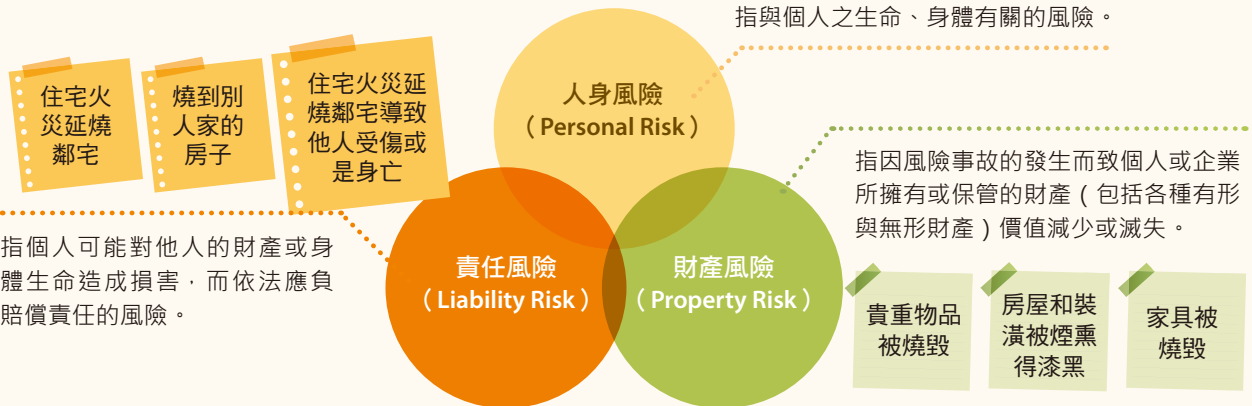 指與個人之生命、身體有關的風險。
人身風險
（Personal Risk）
住宅火
災延燒
鄰宅
燒到別
人家的
房子
住宅火災延
燒鄰宅導致
他人受傷或
是身亡
指個人可能對他人的財產或身
體生命造成損害，而依法應負
賠償責任的風險。
責任風險
（Liability Risk）
財產風險
（Property Risk）
指因風險事故的發生而致個人或企業
所擁有或保管的財產（包括各種有形
與無形財產）價值減少或滅失。
貴重物品
被燒毀
房屋和裝
潢被煙熏
得漆黑
家具被
燒毀